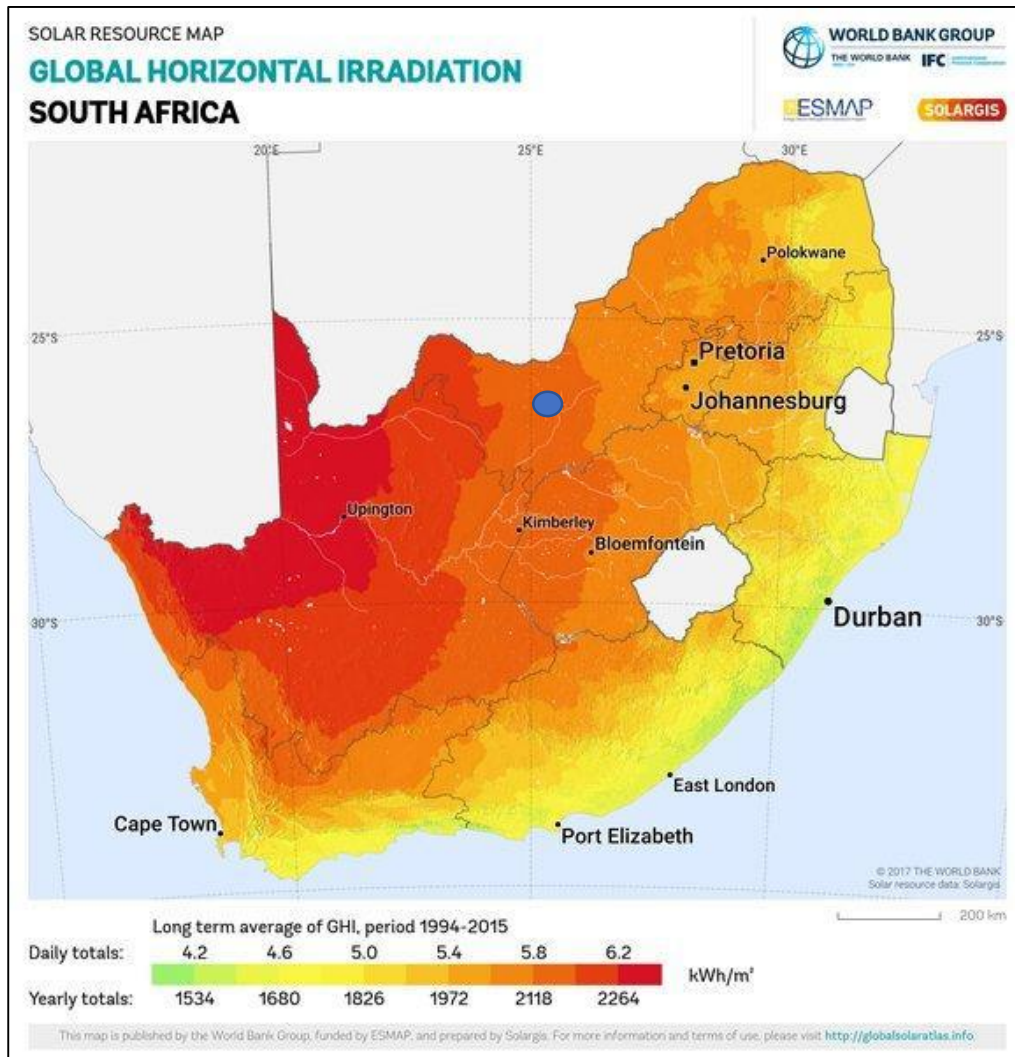 SOLAR RESOURCE MAP
GLOBAL HORIZONTAL IRRADIATION
SOUTH AFRICA
WORLD BANK GROUP
THE WORLD BANK IFC
ESMAP
SOLARGIS
20°E 25°E 30°E
Polokwane
25°S 25°S
Pretoria
Johannesburg
Upington
Kimberley
Bloemfontein
Durban
30°S 30°S
East London
Cape Town
Port Elizabeth
© 2017 THE WORLD BANK
Solar resource data: Solargis
200 km
Long term average of GHI, period 1994-2015
Daily totals: 4.2 4.6 5.0 5.4 5.8 6.2
kWh/m²
Yearly totals: 1534 1680 1826 1972 2118 2264
This map is published by the World Bank Group, funded by ESMAP, and prepared by Solargis. For more information and terms of use, please visit http://globalsolaratlas.info.